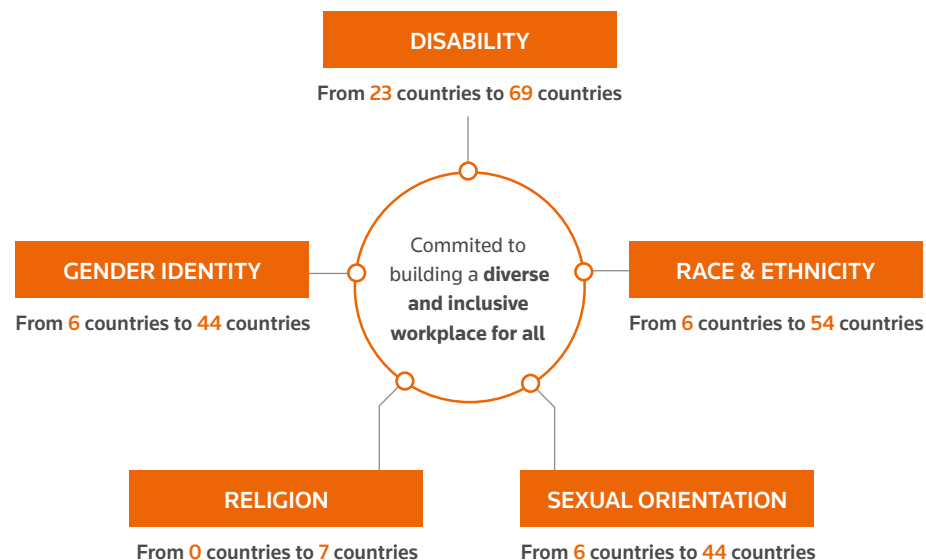 DISABILITY
From 23 countries to 69 countries
Commited to
building a diverse
and inclusive
workplace for all
GENDER IDENTITY
From 6 countries to 44 countries
RACE & ETHNICITY
From 6 countries to 54 countries
RELIGION
From 0 countries to 7 countries
SEXUAL ORIENTATION
From 6 countries to 44 countries